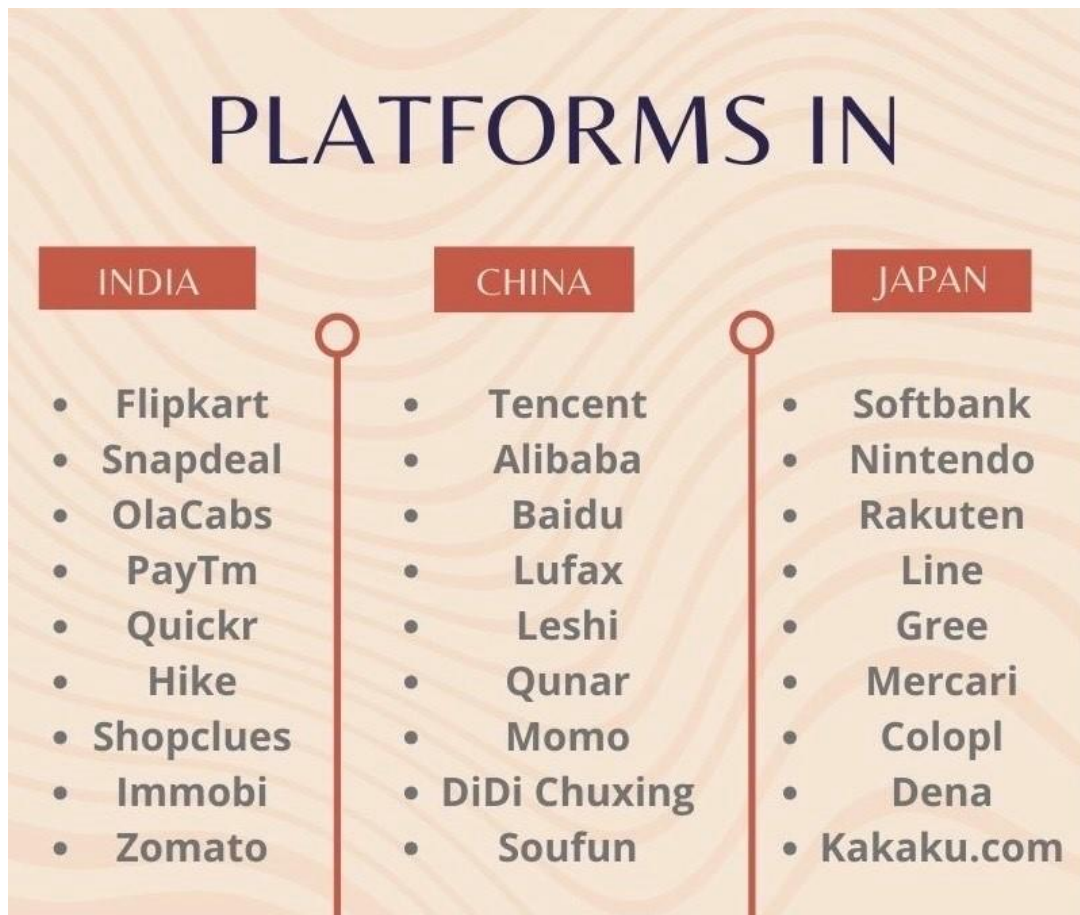 PLATFORMS IN
INDIA
Flipkart
Snapdeal
OlaCabs
PayTm
Quickr
Hike
Shopclues
Immobi
Zomato
CHINA
Tencent
Alibaba
Baidu
Lufax
Leshi
Qunar
Momo
DiDi Chuxing
Soufun
JAPAN
Softbank
Nintendo
Rakuten
Line
Gree
Mercari
Colopl
Dena
Kakaku.com